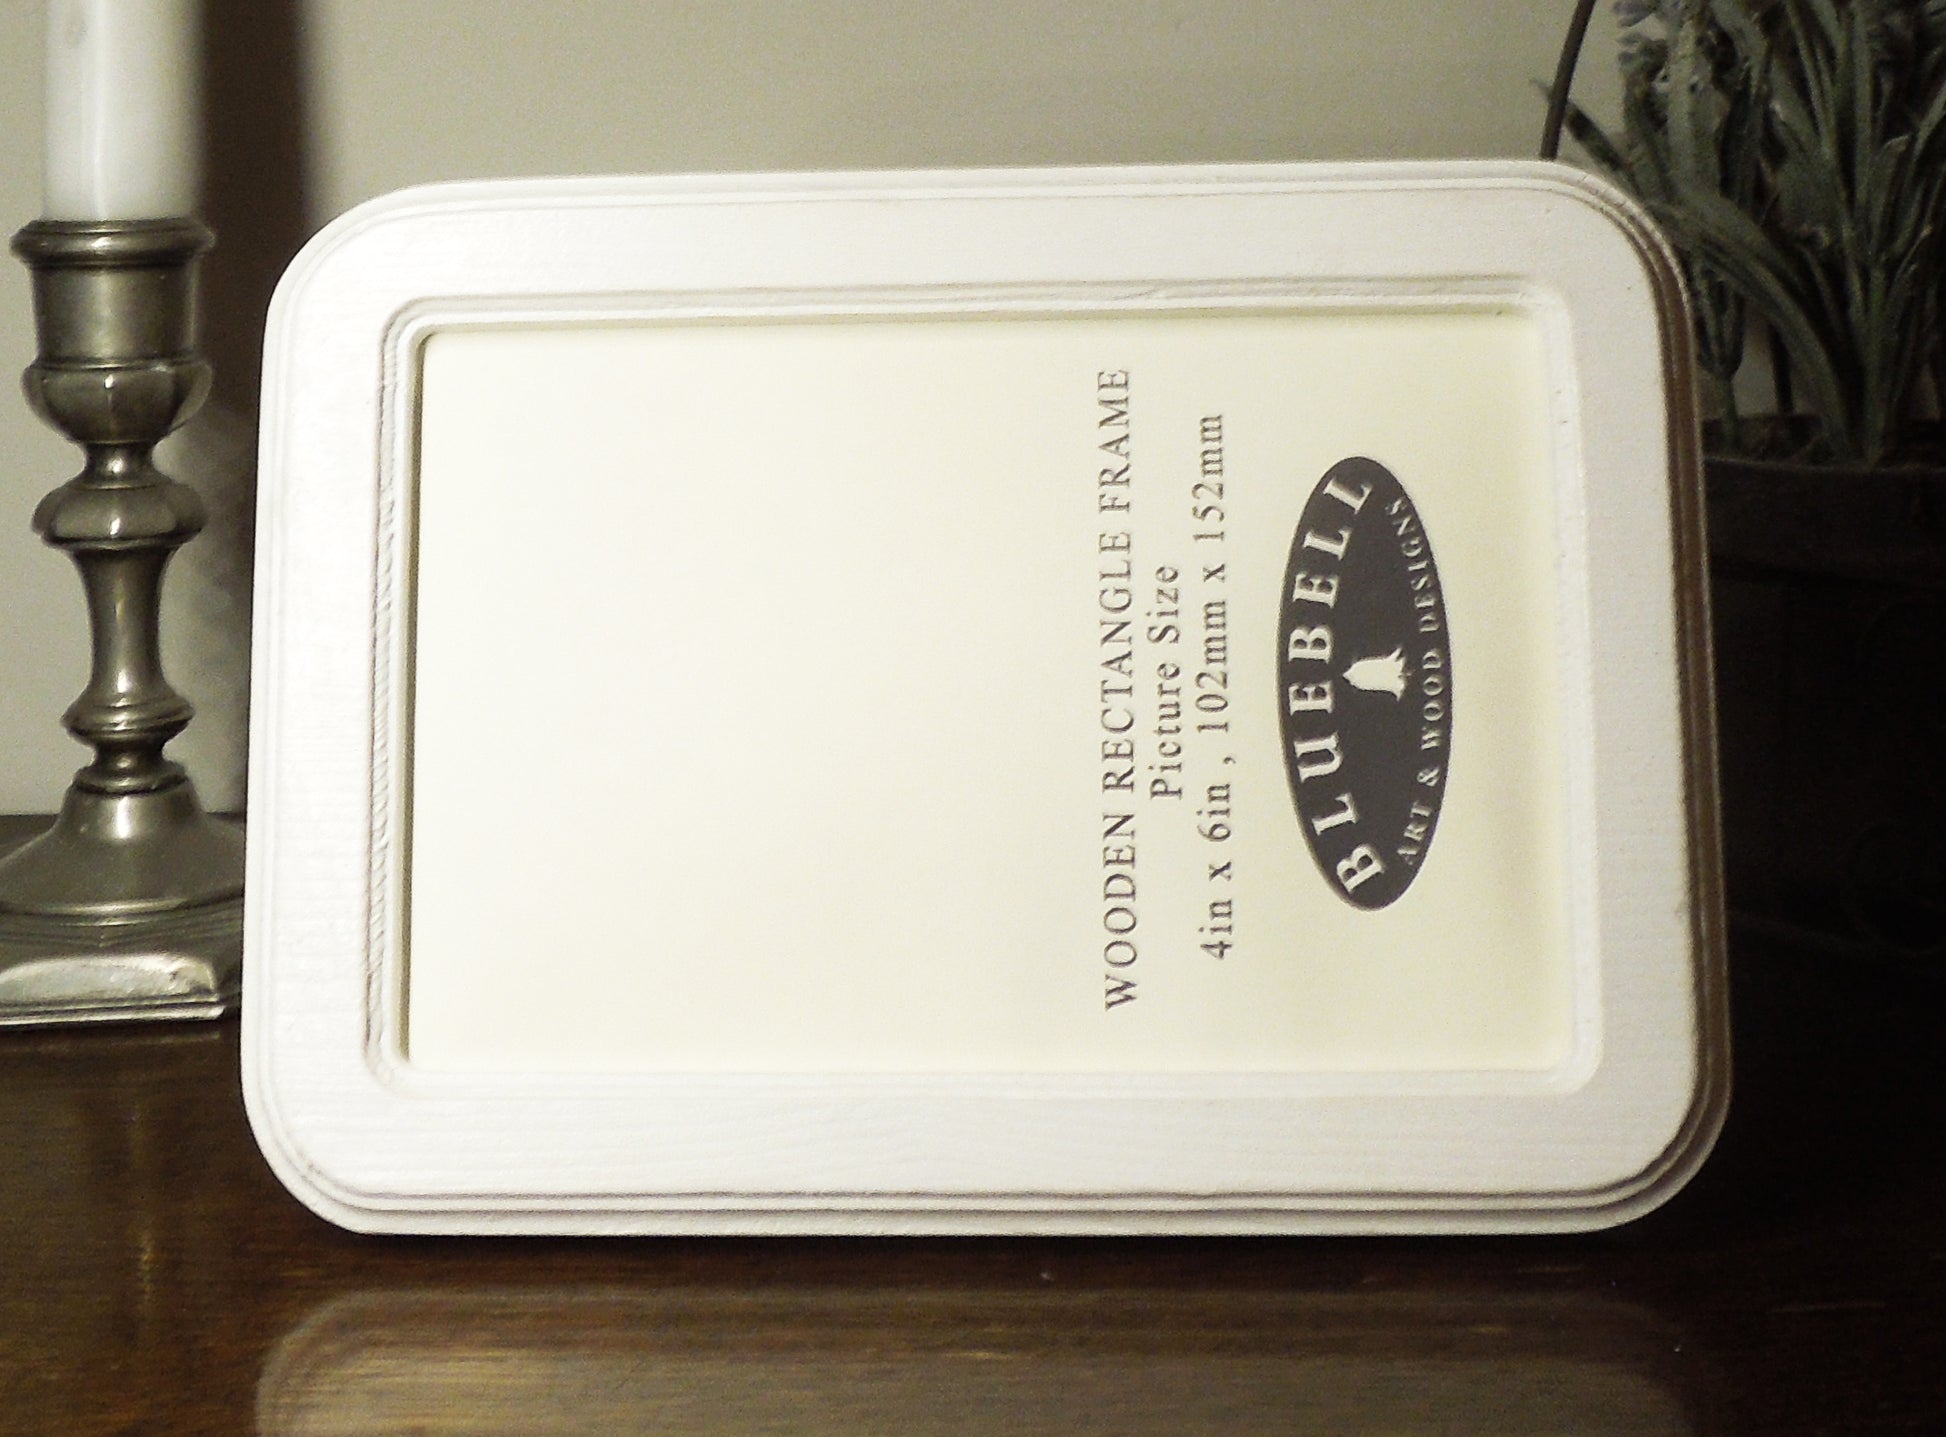 WOODEN RECTANGLE FRAME
Picture Size
4in x 6in , 102mm x 152mm
BLUEBELL
ART & WOOD DESIGNS